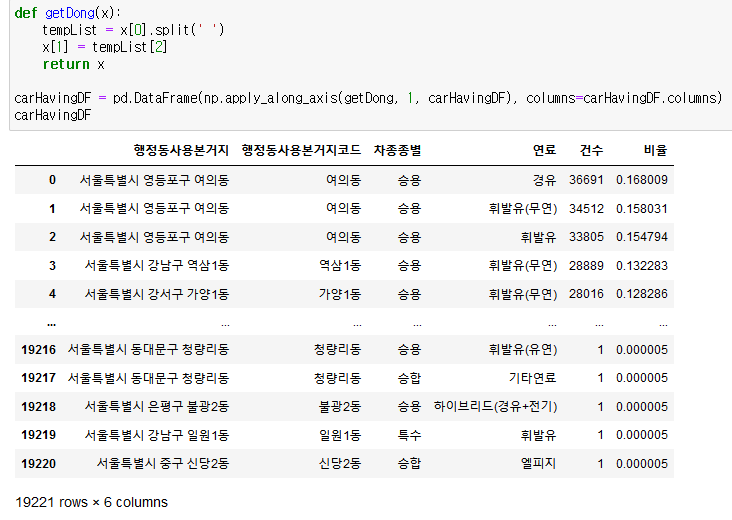 def getDong(x):
    tempList = x[0].split(' ')
    x[1] = tempList[2]
    return x
carHavingDF = pd.DataFrame(np.apply_along_axis(getDong, 1, carHavingDF), columns=carHavingDF.columns)
carHavingDF
행정동사용본거지 행정동사용본거지코드 차종종별 연료 건수 비율
0 서울특별시 영등포구 여의동 여의동 승용 경유 36691 0.168009
1 서울특별시 영등포구 여의동 여의동 승용 휘발유(무연) 34512 0.158031
2 서울특별시 영등포구 여의동 여의동 승용 휘발유 33805 0.154794
3 서울특별시 강남구 역삼1동 역삼1동 승용 휘발유(무연) 28889 0.132283
4 서울특별시 강서구 가양1동 가양1동 승용 휘발유(무연) 28016 0.128286
... ... ... ... ... ... ...
19216 서울특별시 동대문구 청량리동 청량리동 승용 휘발유(유연) 1 0.000005
19217 서울특별시 동대문구 청량리동 청량리동 승합 기타연료 1 0.000005
19218 서울특별시 은평구 불광2동 불광2동 승용 하이브리드(경유+전기) 1 0.000005
19219 서울특별시 강남구 일원1동 일원1동 특수 휘발유 1 0.000005
19220 서울특별시 중구 신당2동 신당2동 승합 엘피지 1 0.000005
19221 rows × 6 columns